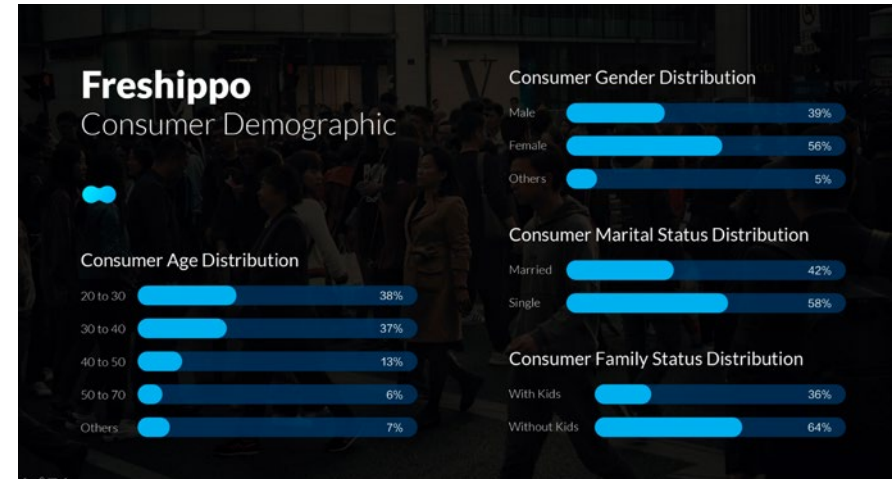 Freshippo
Consumer Demographic
Consumer Age Distribution
20 to 30 38%
30 to 40 37%
40 to 50 13%
50 to 70 6%
Others 7%
Consumer Gender Distribution
Male 39%
Female 56%
Others 5%
Consumer Marital Status Distribution
Married 42%
Single 58%
Consumer Family Status Distribution
With Kids 36%
Without Kids 64%